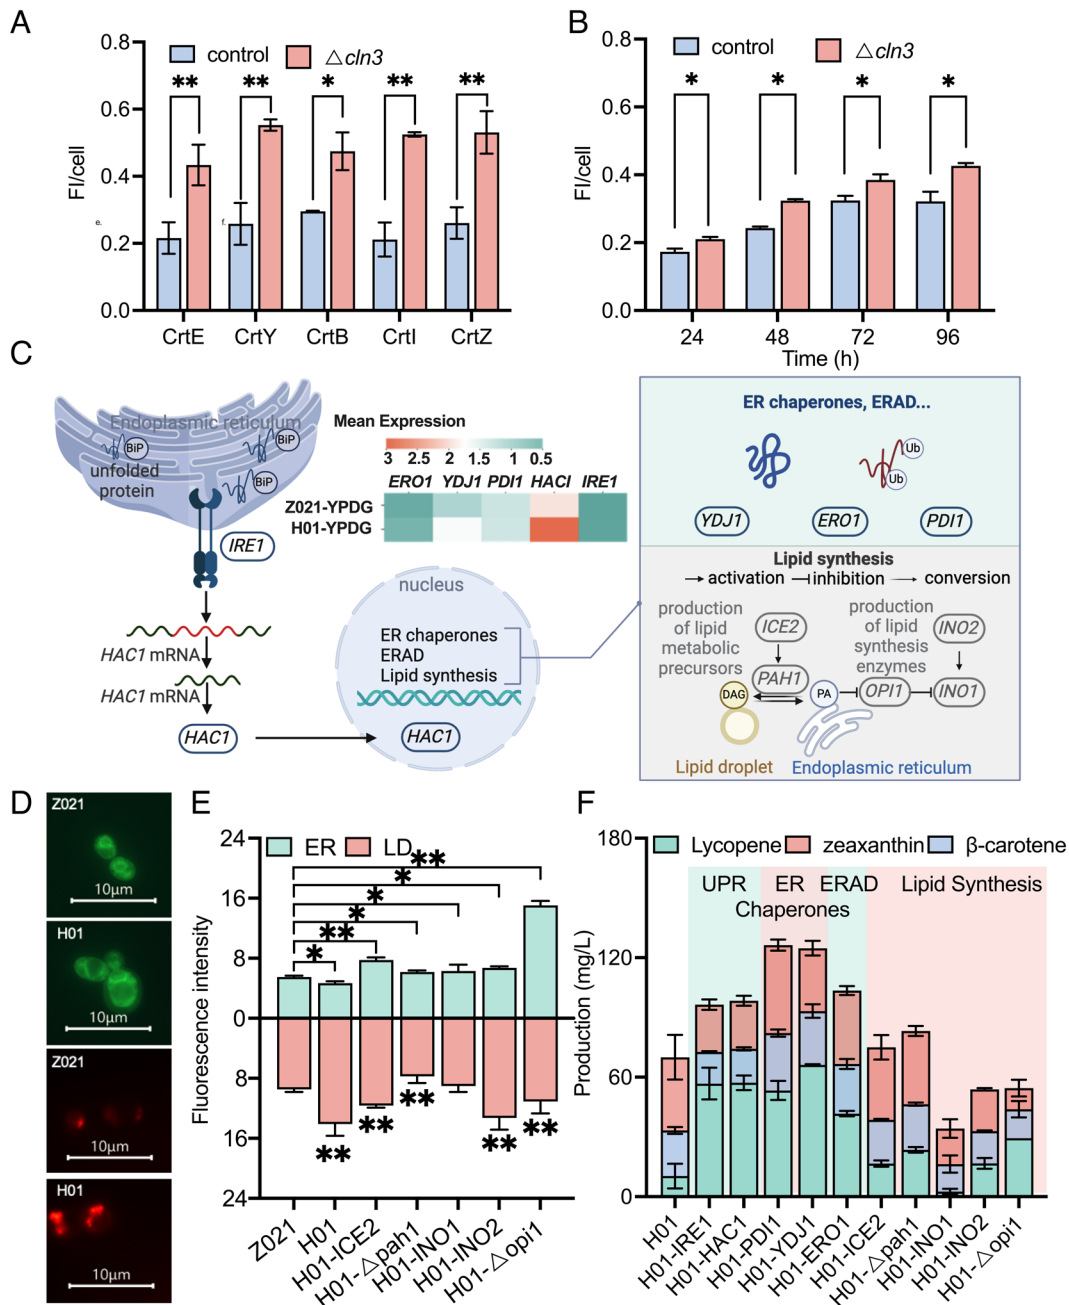 A
control
△cln3
0.8
0.6
0.4
0.2
0.0
FI/cell
**
**
*
**
**
e.
f.
CrtE
CrtY
CrtB
CrtI
CrtZ
B
control
△cln3
0.8
0.6
0.4
0.2
0.0
FI/cell
*
*
*
*
24
48
72
96
Time (h)
C
Endoplasmic reticulum
BiP
BiP
BiP
unfolded
protein
IRE1
HAC1 mRNA
HAC1 mRNA
HAC1
Mean Expression
3
2.5
2
1.5
1
0.5
ERO1
YDJ1
PDI1
HACI
IRE1
Z021-YPDG
H01-YPDG
nucleus
ER chaperones
ERAD
Lipid synthesis
HAC1
ER chaperones, ERAD...
Ub
Ub
YDJ1
ERO1
PDI1
Lipid synthesis
activation
inhibition
conversion
production
of lipid
metabolic
precursors
ICE2
PAH1
production
of lipid
synthesis
enzymes
INO2
DAG
PA
OPI1
INO1
Lipid droplet
Endoplasmic reticulum
D
Z021
10μm
H01
10μm
Z021
10μm
H01
10μm
E
ER
LD
24
16
8
0
8
16
24
Fluorescence intensity
**
*
*
*
**
*
**
**
**
**
**
Z021
H01
H01-ICE2
H01-△pah1
H01-INO1
H01-INO2
H01-△opi1
F
Lycopene
zeaxanthin
β-carotene
180
120
60
0
Production (mg/L)
UPR
ER
Chaperones
ERAD
Lipid Synthesis
H01
H01-IRE1
H01-HAC1
H01-PDI1
H01-YDJ1
H01-ERO1
H01-ICE2
H01-△pah1
H01-INO1
H01-INO2
H01-△opi1